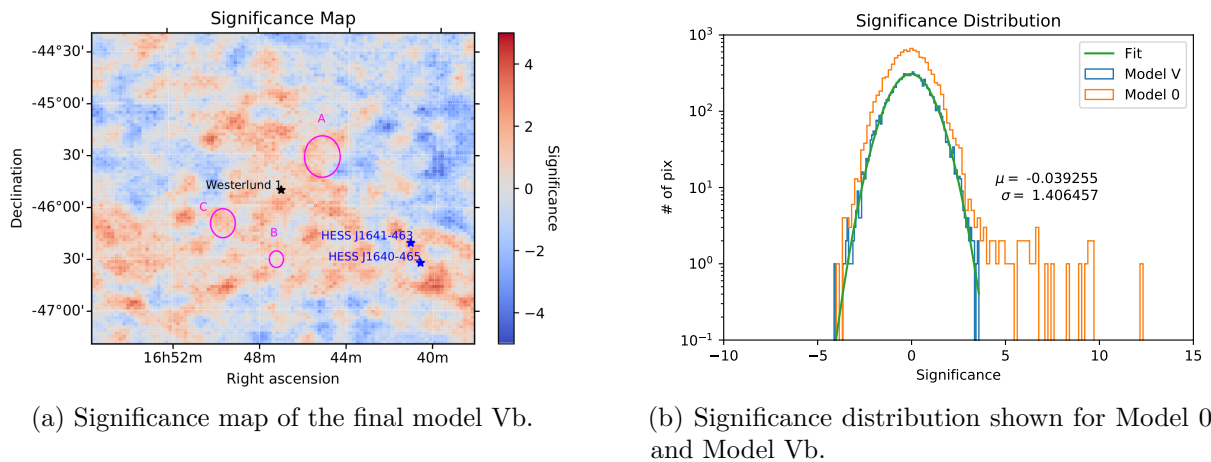 Significance Map
-44°30'
-45°00'
30'
-46°00'
30'
-47°00'
Declination
A
Westerlund 1
C
B
HESS J1641-463
HESS J1640-465
16h52m
48m
44m
40m
Right ascension
4
2
0
−2
−4
Significance
(a) Significance map of the final model Vb.
Significance Distribution
10³
10²
10¹
10⁰
10⁻¹
# of pix
Fit
Model V
Model 0
μ = -0.039255
σ = 1.406457
−10
−5
0
5
10
15
Significance
(b) Significance distribution shown for Model 0
and Model Vb.